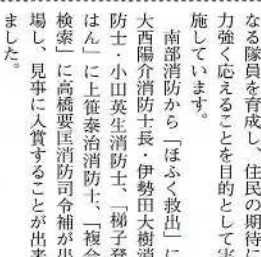 なる隊員を育成し、住民の期待に
力強く応えることを目的として実
施しています。
南部消防から「ほふく救出」に
大西陽介消防士長・伊勢田大樹消
防士・小田英生消防士、「梯子登
はん」に上笹泰治消防士、「複合
検索」に高橋要匡消防司令補が出
場し、見事に入賞することが出来
ました。